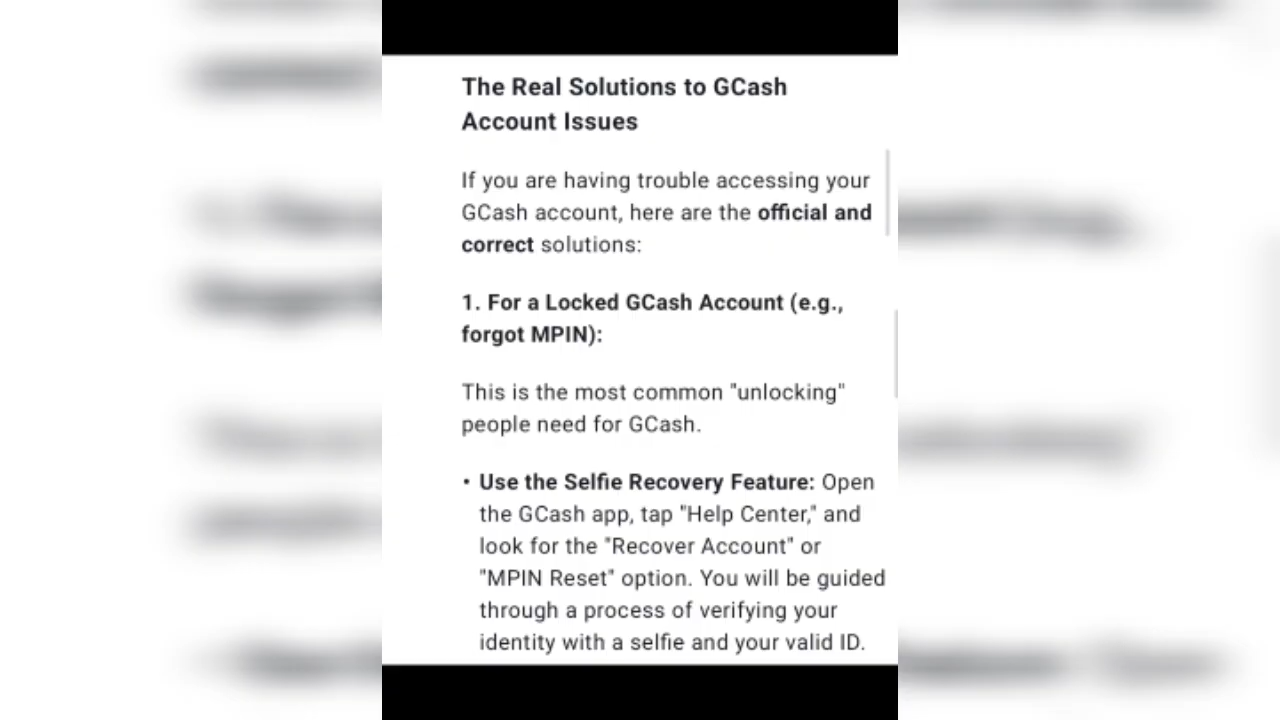 The Real Solutions to GCash
Account Issues
If you are having trouble accessing your
GCash account, here are the official and
correct solutions:
1. For a Locked GCash Account (e.g.,
forgot MPIN):
This is the most common "unlocking"
people need for GCash.
• Use the Selfie Recovery Feature: Open
the GCash app, tap "Help Center," and
look for the "Recover Account" or
"MPIN Reset" option. You will be guided
through a process of verifying your
identity with a selfie and your valid ID.